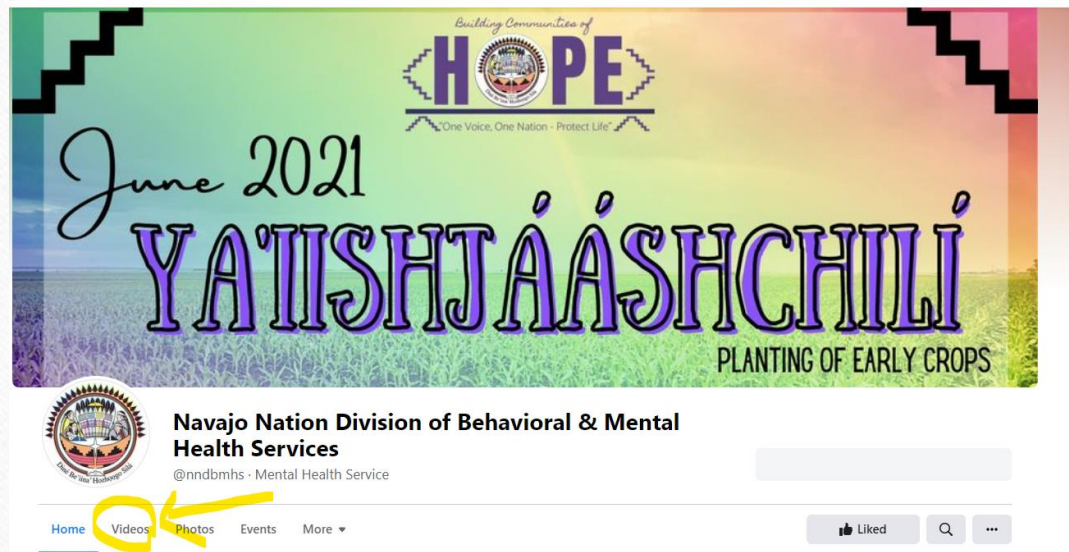 Building Communities of
HOPE
"One Voice, One Nation - Protect Life"
June 2021
YA'IISHJÁÁSHCHILÍ
PLANTING OF EARLY CROPS
Navajo Nation Division of Behavioral & Mental
Health Services
@nndbmhs · Mental Health Service
Home Videos Photos Events More
Liked